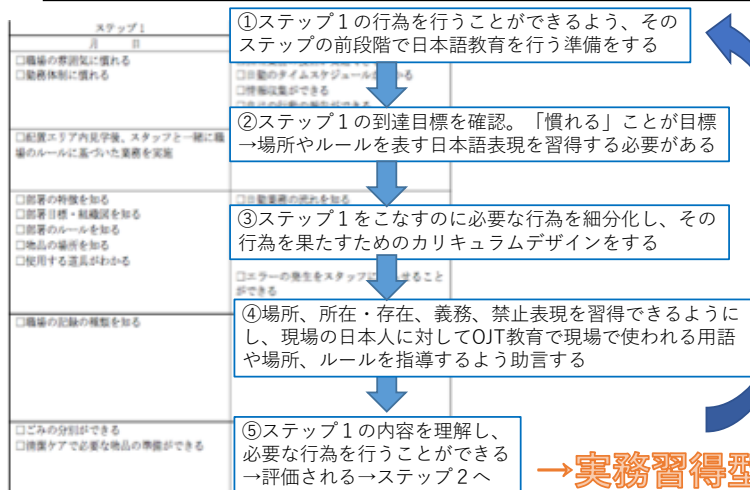 ステップ1
月 日
□職場の雰囲気に慣れる
□勤務体制に慣れる
□日勤のタイムスケジュールが
□情報収集ができる
□配置エリア内見学後、スタッフと一緒に職
場のルールに基づいた業務を実施
□部署の特徴を知る
□部署目標・組織図を知る
□部署のルールを知る
□物品の場所を知る
□使用する道具がわかる
□日勤業務の流れを知る
□エラーの発生をスタッフに せること
ができる
□職場の記録の種類を知る
□ごみの分別ができる
□清潔ケアで必要な物品の準備ができる
①ステップ1の行為を行うことができるよう、その
ステップの前段階で日本語教育を行う準備をする
②ステップ1の到達目標を確認。「慣れる」ことが目標
→場所やルールを表す日本語表現を習得する必要がある
③ステップ1をこなすのに必要な行為を細分化し、その
行為を果たすためのカリキュラムデザインをする
④場所、所在・存在、義務、禁止表現を習得できるように
し、現場の日本人に対してOJT教育で現場で使われる用語
や場所、ルールを指導するよう助言する
⑤ステップ1の内容を理解し、
必要な行為を行うことができる
→評価される→ステップ2へ
→実務習得型